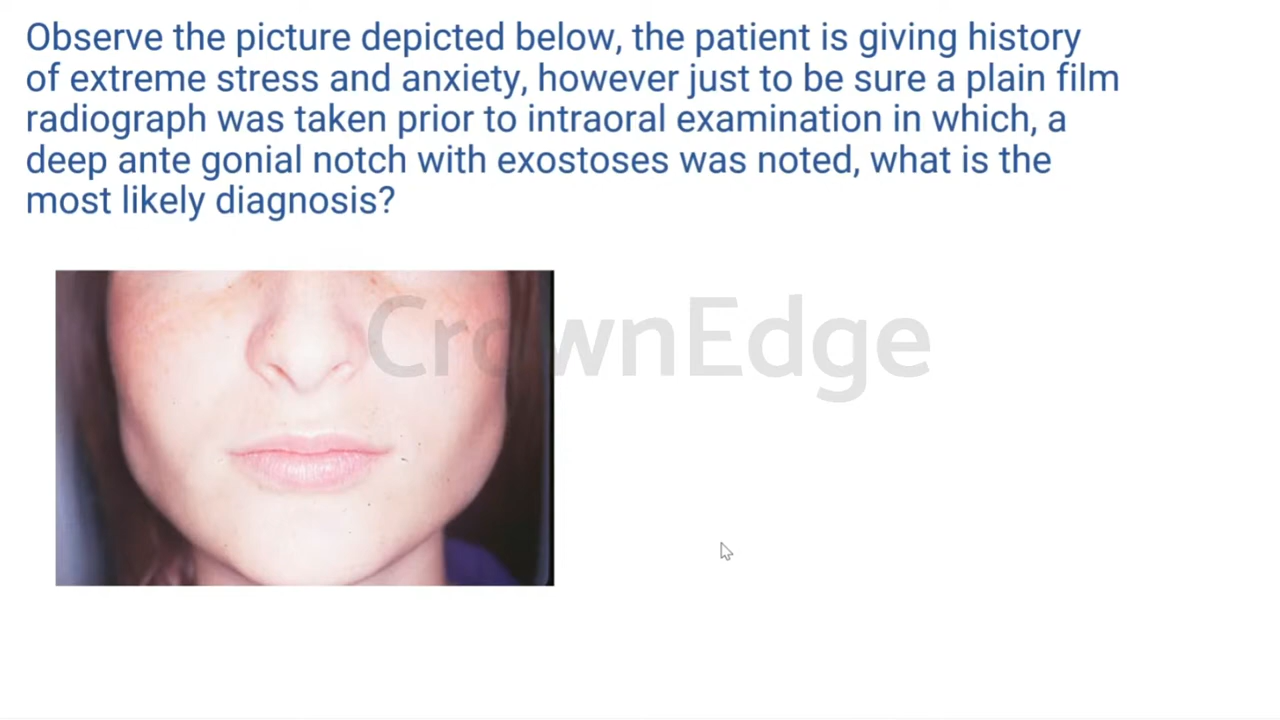 Observe the picture depicted below, the patient is giving history
of extreme stress and anxiety, however just to be sure a plain film
radiograph was taken prior to intraoral examination in which, a
deep ante gonial notch with exostoses was noted, what is the
most likely diagnosis?
CrownEdge